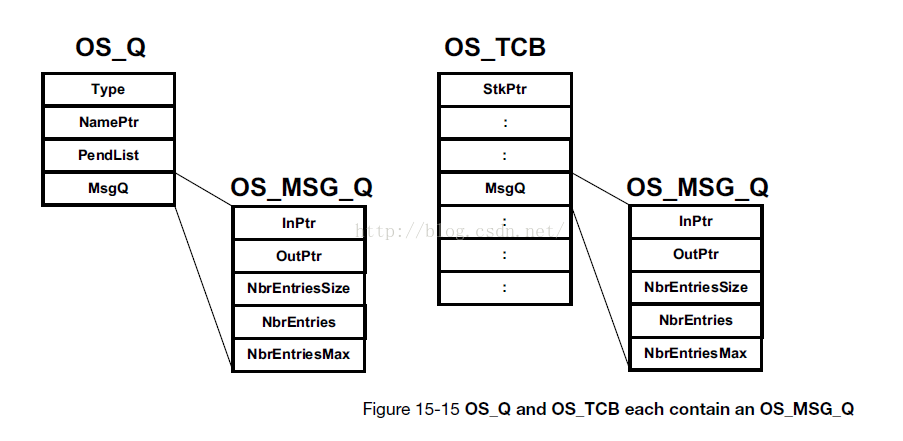 OS_Q
Type
NamePtr
PendList
MsgQ
OS_MSG_Q
InPtr
OutPtr
NbrEntriesSize
NbrEntries
NbrEntriesMax
OS_TCB
StkPtr
:
:
MsgQ
:
:
:
OS_MSG_Q
InPtr
OutPtr
NbrEntriesSize
NbrEntries
NbrEntriesMax
http://blog.csdn.net/
Figure 15-15 OS_Q and OS_TCB each contain an OS_MSG_Q